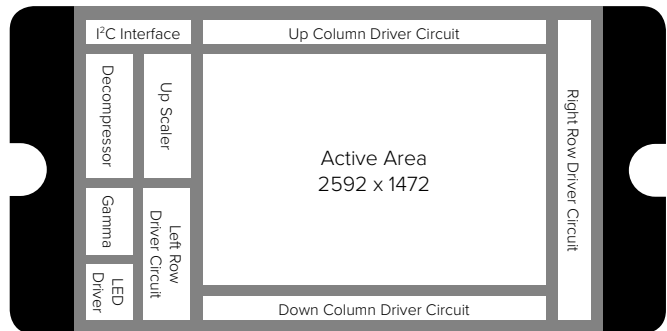 I²C Interface
Up Column Driver Circuit
Decompressor
Up Scaler
Active Area
2592 x 1472
Right Row Driver Circuit
Gamma
Left Row
Driver Circuit
LED
Driver
Down Column Driver Circuit